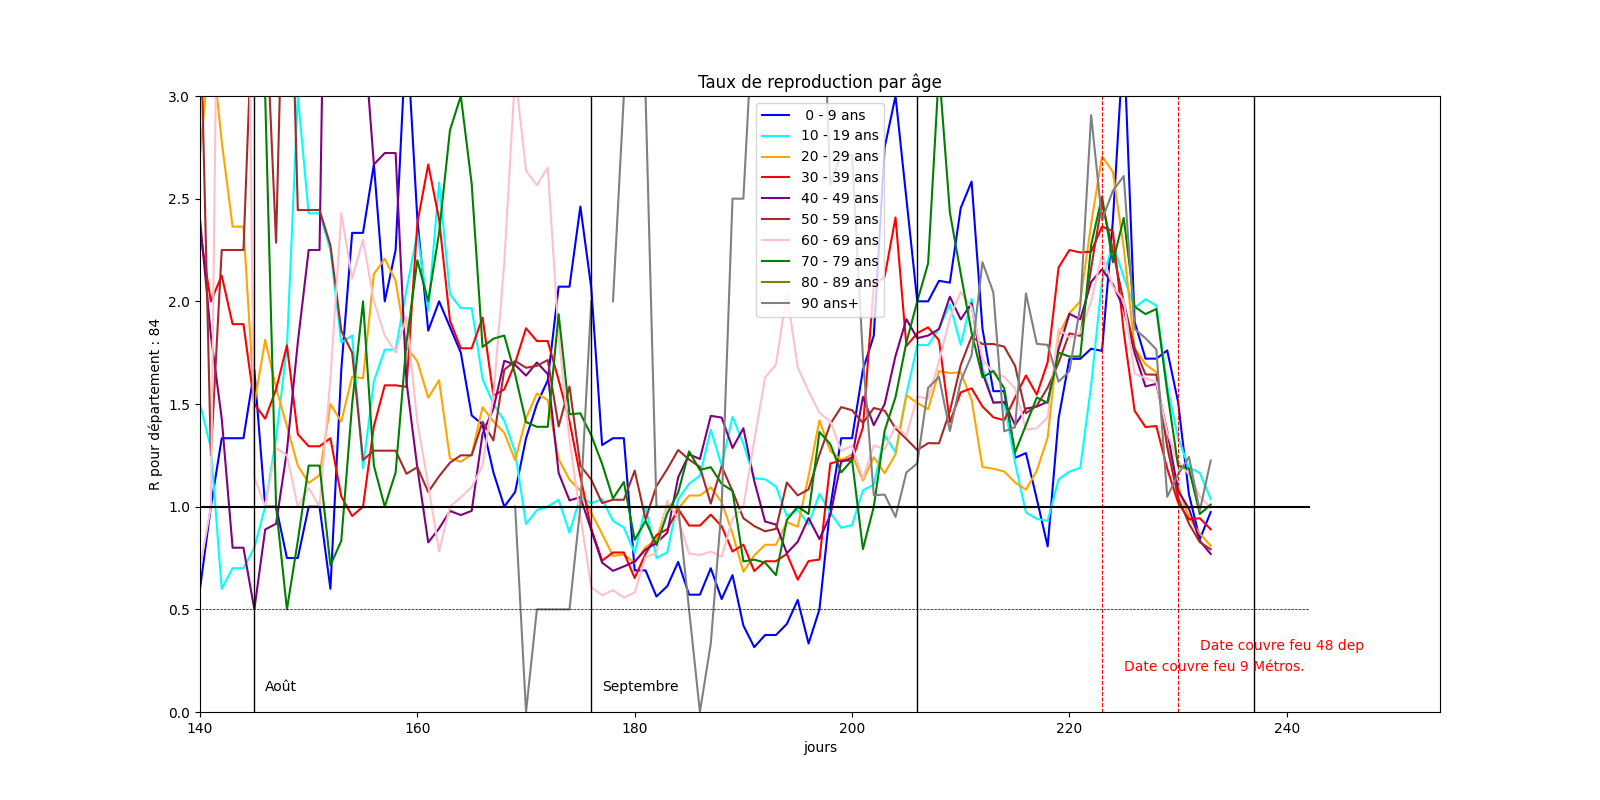 Taux de reproduction par âge
R pour département : 84
3.0
2.5
2.0
1.5
1.0
0.5
0.0
0 - 9 ans
10 - 19 ans
20 - 29 ans
30 - 39 ans
40 - 49 ans
50 - 59 ans
60 - 69 ans
70 - 79 ans
80 - 89 ans
90 ans+
Date couvre feu 48 dep
Date couvre feu 9 Métros.
Août
Septembre
140
160
180
200
220
240
jours